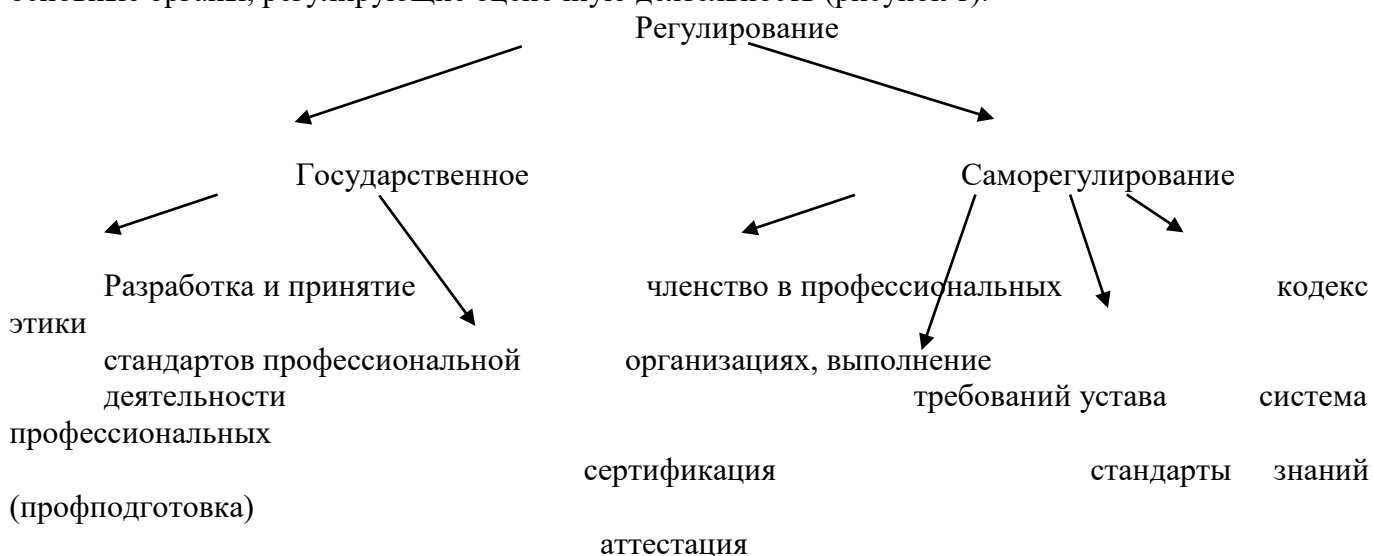 основные органы, регулирующие оценочную деятельность (рисунок 1).
Регулирование
Государственное Саморегулирование
Разработка и принятие членство в профессиональных кодекс
этики
стандартов профессиональной организациях, выполнение
деятельности требований устава система
профессиональных
сертификация стандарты знаний
(профподготовка)
аттестация